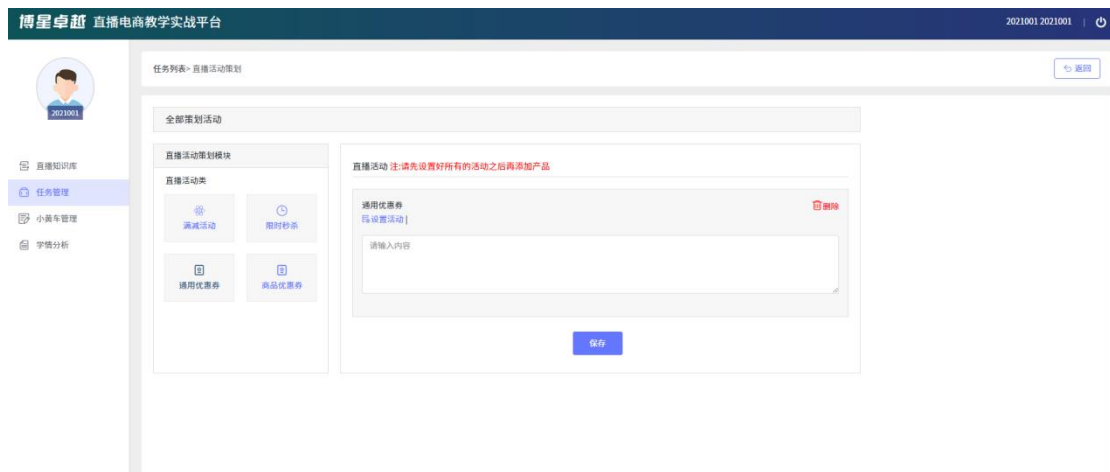 博星卓越 直播电商教学实战平台
2021001 2021001 |
2021001
直播知识库
任务管理
小黄车管理
学情分析
任务列表> 直播活动策划
返回
全部策划活动
直播活动策划模块
直播活动类
满减活动
限时秒杀
通用优惠券
商品优惠券
直播活动 注:请先设置好所有的活动之后再添加产品
通用优惠券
删除
设置活动 |
请输入内容
保存